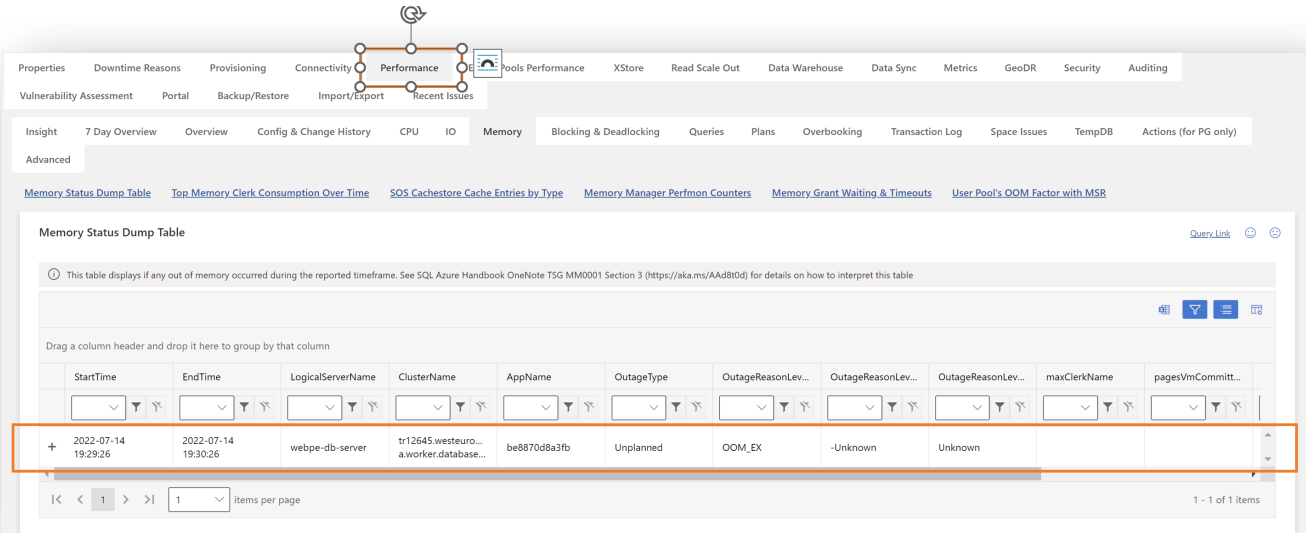 Properties Downtime Reasons Provisioning Connectivity Performance Pools Performance XStore Read Scale Out Data Warehouse Data Sync Metrics GeoDR Security Auditing
Vulnerability Assessment Portal Backup/Restore Import/Export Recent Issues
Insight 7 Day Overview Overview Config & Change History CPU IO Memory Blocking & Deadlocking Queries Plans Overbooking Transaction Log Space Issues TempDB Actions (for PG only)
Advanced
Memory Status Dump Table Top Memory Clerk Consumption Over Time SOS Cachestore Cache Entries by Type Memory Manager Perfmon Counters Memory Grant Waiting & Timeouts User Pool's OOM Factor with MSR
Memory Status Dump Table Query Link
This table displays if any out of memory occurred during the reported timeframe. See SQL Azure Handbook OneNote TSG MM0001 Section 3 (https://aka.ms/AAd8t0d) for details on how to interpret this table
Drag a column header and drop it here to group by that column
StartTime EndTime LogicalServerName ClusterName AppName OutageType OutageReasonLev... OutageReasonLev... OutageReasonLev... maxClerkName pagesVmCommitt...
2022-07-14 2022-07-14 webpe-db-server tr12645.westeuro... be8870d8a3fb Unplanned OOM_EX -Unknown Unknown
19:29:26 19:30:26 a.worker.database...
1 1 items per page 1 - 1 of 1 items